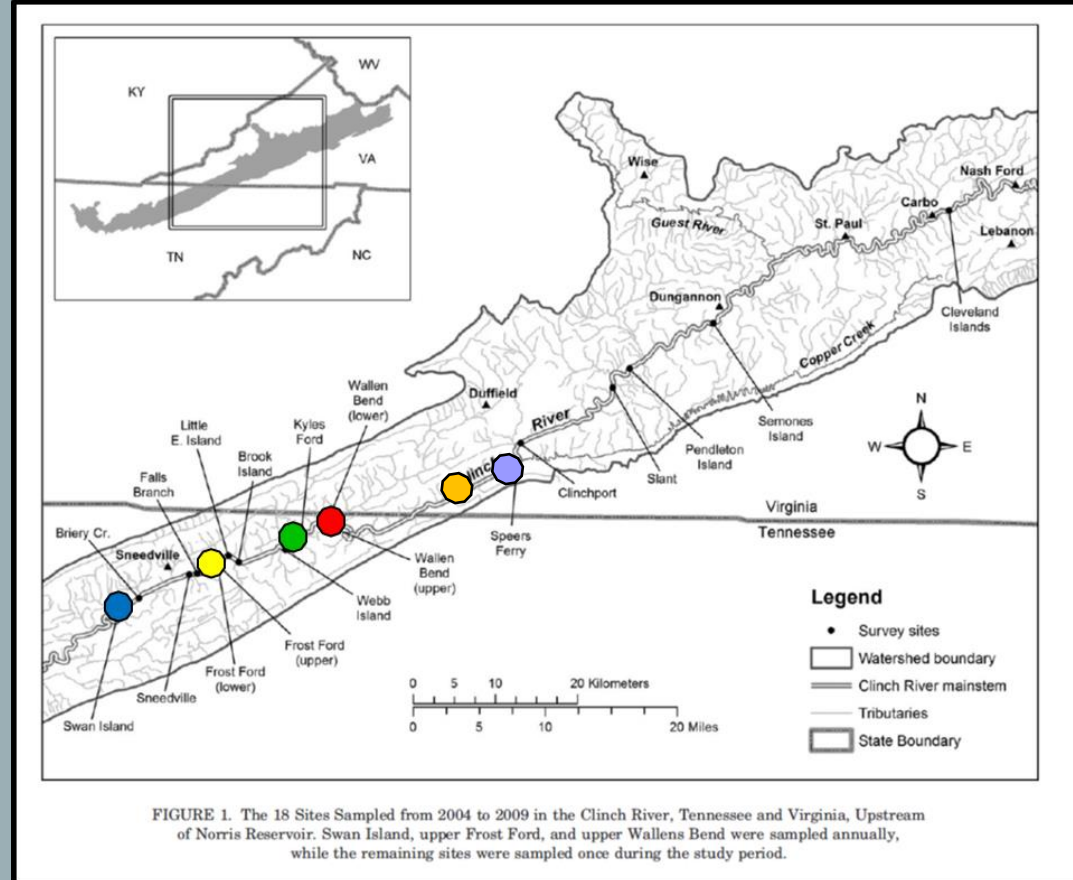 KY
WV
VA
TN
NC
Wise
Guest River
Nash Ford
Carbo
St. Paul
Lebanon
Dungannon
Cleveland
Islands
Copper Creek
Duffield
Wallen
Bend
(lower)
Kyles
Ford
Little
E. Island
Brook
Island
Falls
Branch
Briery Cr.
Sneedville
River
Semones
Island
Pendleton
Island
Slant
Clinchport
Speers
Ferry
N
W
E
S
Virginia
Tennessee
Wallen
Bend
(upper)
Webb
Island
Frost Ford
(upper)
Frost Ford
(lower)
Sneedville
Swan Island
0 5 10 20 Kilometers
0 5 10 20 Miles
Legend
Survey sites
Watershed boundary
Clinch River mainstem
Tributaries
State Boundary
FIGURE 1. The 18 Sites Sampled from 2004 to 2009 in the Clinch River, Tennessee and Virginia, Upstream
of Norris Reservoir. Swan Island, upper Frost Ford, and upper Wallens Bend were sampled annually,
while the remaining sites were sampled once during the study period.